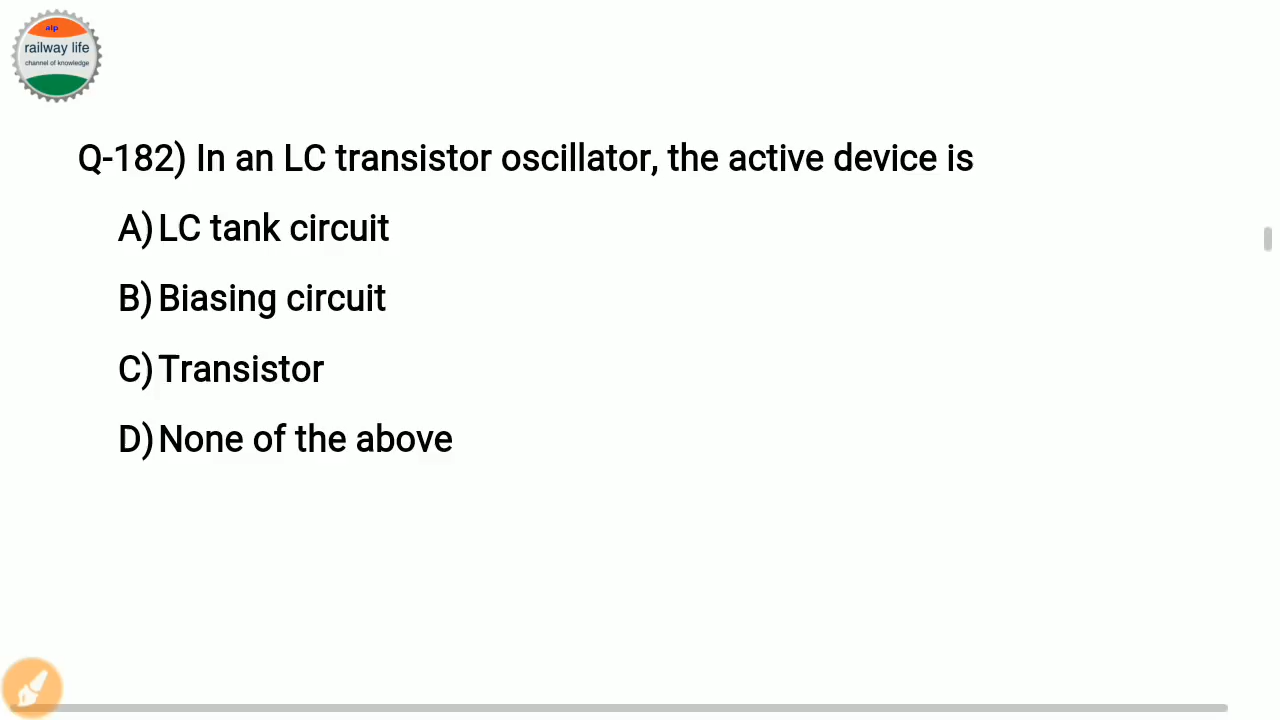 alp
railway life
channel of knowledge
Q-182) In an LC transistor oscillator, the active device is
A) LC tank circuit
B) Biasing circuit
C) Transistor
D) None of the above